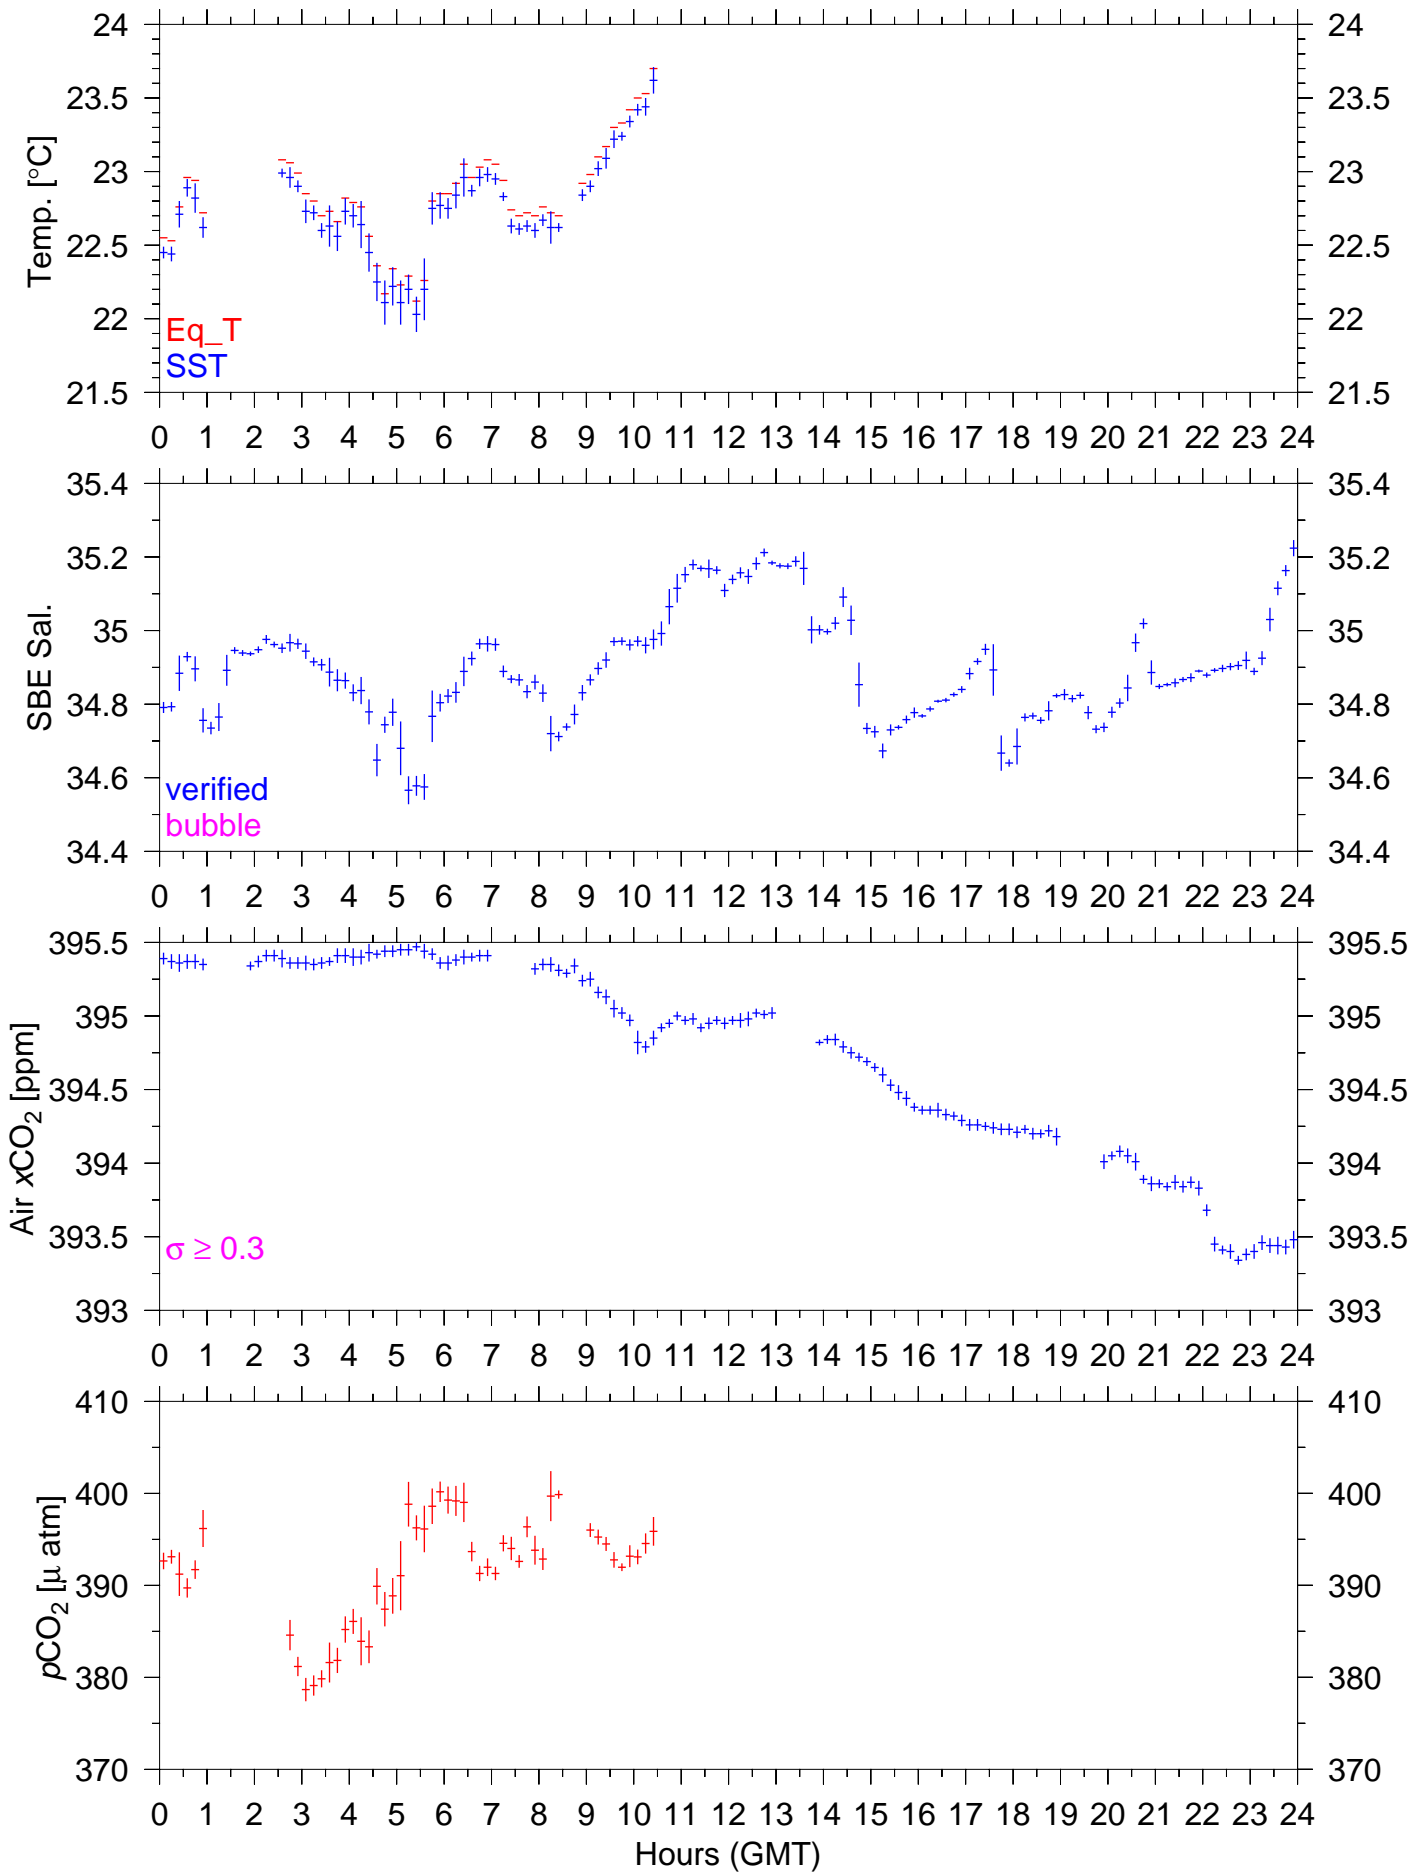 24 24
23.5 23.5
23 23
22.5 22.5
22 22
21.5 21.5
Temp. [°C]
Eq_T
SST
0 1 2 3 4 5 6 7 8 9 10 11 12 13 14 15 16 17 18 19 20 21 22 23 24
35.4 35.4
35.2 35.2
35 35
34.8 34.8
34.6 34.6
34.4 34.4
SBE Sal.
verified
bubble
0 1 2 3 4 5 6 7 8 9 10 11 12 13 14 15 16 17 18 19 20 21 22 23 24
395.5 395.5
395 395
394.5 394.5
394 394
393.5 393.5
393 393
Air xCO₂ [ppm]
σ ≥ 0.3
0 1 2 3 4 5 6 7 8 9 10 11 12 13 14 15 16 17 18 19 20 21 22 23 24
410 410
400 400
390 390
380 380
370 370
pCO₂ [μ atm]
0 1 2 3 4 5 6 7 8 9 10 11 12 13 14 15 16 17 18 19 20 21 22 23 24
Hours (GMT)